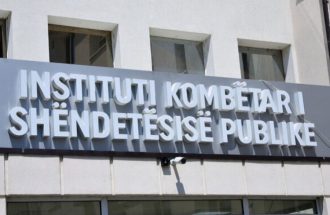 INSTITUTI KOMBËTAR I
SHËNDETËSISË PUBLIKE